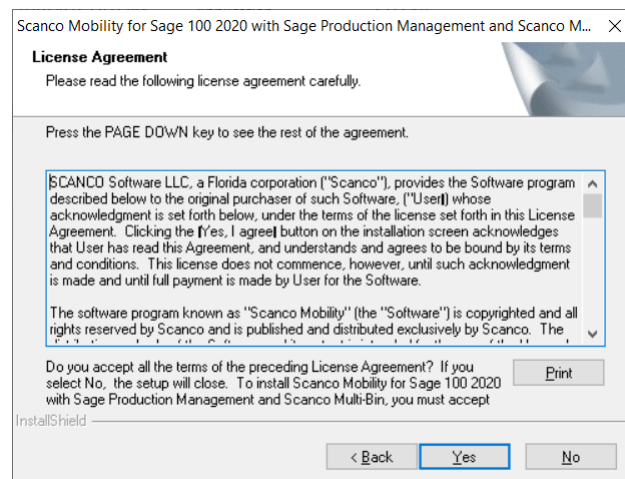 Scanco Mobility for Sage 100 2020 with Sage Production Management and Scanco M...
License Agreement
Please read the following license agreement carefully.
Press the PAGE DOWN key to see the rest of the agreement.
SCANCO Software LLC, a Florida corporation ("Scanco"), provides the Software program
described below to the original purchaser of such Software, ("User‖) whose
acknowledgment is set forth below, under the terms of the license set forth in this License
Agreement.  Clicking the ‖Yes, I agree‖ button on the installation screen acknowledges
that User has read this Agreement, and understands and agrees to be bound by its terms
and conditions.  This license does not commence, however, until such acknowledgment
is made and until full payment is made by User for the Software.
The software program known as "Scanco Mobility" (the "Software") is copyrighted and all
rights reserved by Scanco and is published and distributed exclusively by Scanco.  The
Do you accept all the terms of the preceding License Agreement?  If you
select No,  the setup will close.  To install Scanco Mobility for Sage 100 2020
with Sage Production Management and Scanco Multi-Bin, you must accept
Print
InstallShield
< Back
Yes
No